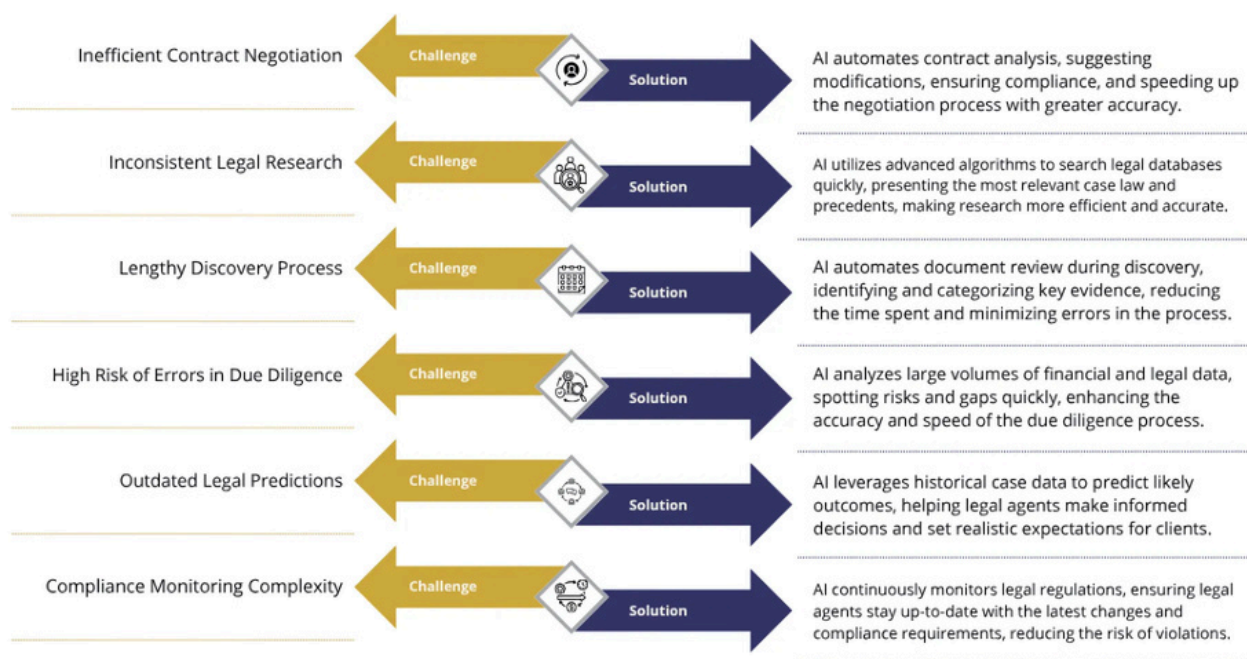 Inefficient Contract Negotiation
Challenge
Solution
AI automates contract analysis, suggesting
modifications, ensuring compliance, and speeding up
the negotiation process with greater accuracy.
Inconsistent Legal Research
Challenge
Solution
AI utilizes advanced algorithms to search legal databases
quickly, presenting the most relevant case law and
precedents, making research more efficient and accurate.
Lengthy Discovery Process
Challenge
Solution
AI automates document review during discovery,
identifying and categorizing key evidence, reducing
the time spent and minimizing errors in the process.
High Risk of Errors in Due Diligence
Challenge
Solution
AI analyzes large volumes of financial and legal data,
spotting risks and gaps quickly, enhancing the
accuracy and speed of the due diligence process.
Outdated Legal Predictions
Challenge
Solution
AI leverages historical case data to predict likely
outcomes, helping legal agents make informed
decisions and set realistic expectations for clients.
Compliance Monitoring Complexity
Challenge
Solution
AI continuously monitors legal regulations, ensuring legal
agents stay up-to-date with the latest changes and
compliance requirements, reducing the risk of violations.